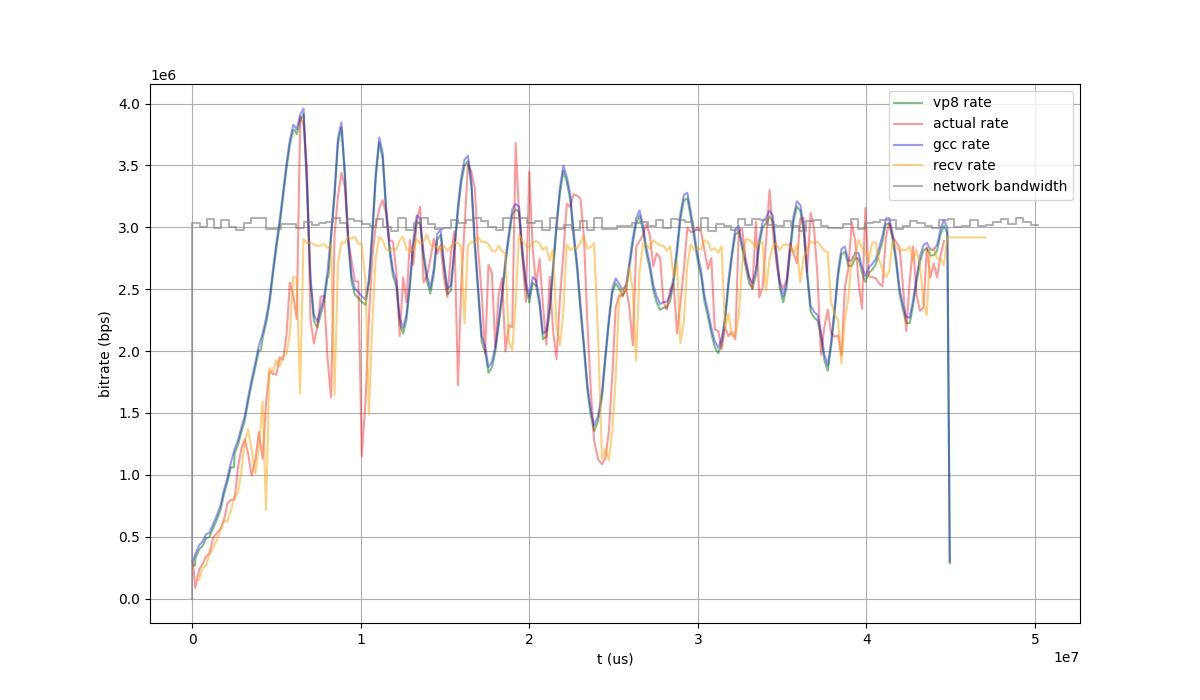 1e6
4.0
3.5
3.0
2.5
2.0
1.5
1.0
0.5
0.0
bitrate (bps)
vp8 rate
actual rate
gcc rate
recv rate
network bandwidth
0
1
2
3
4
5
1e7
t (us)